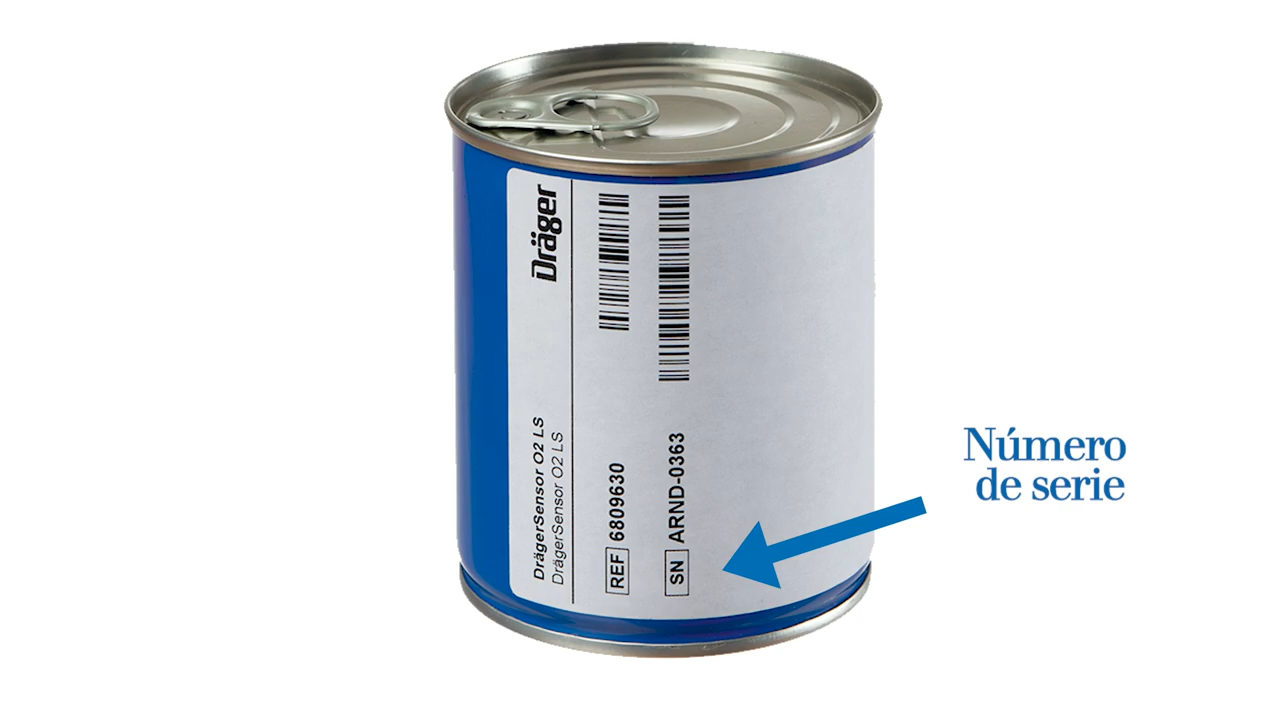 Dräger
DrägerSensor O2 LS
DrägerSensor O2 LS
REF 6809630
SN ARND-0363
Número
de serie